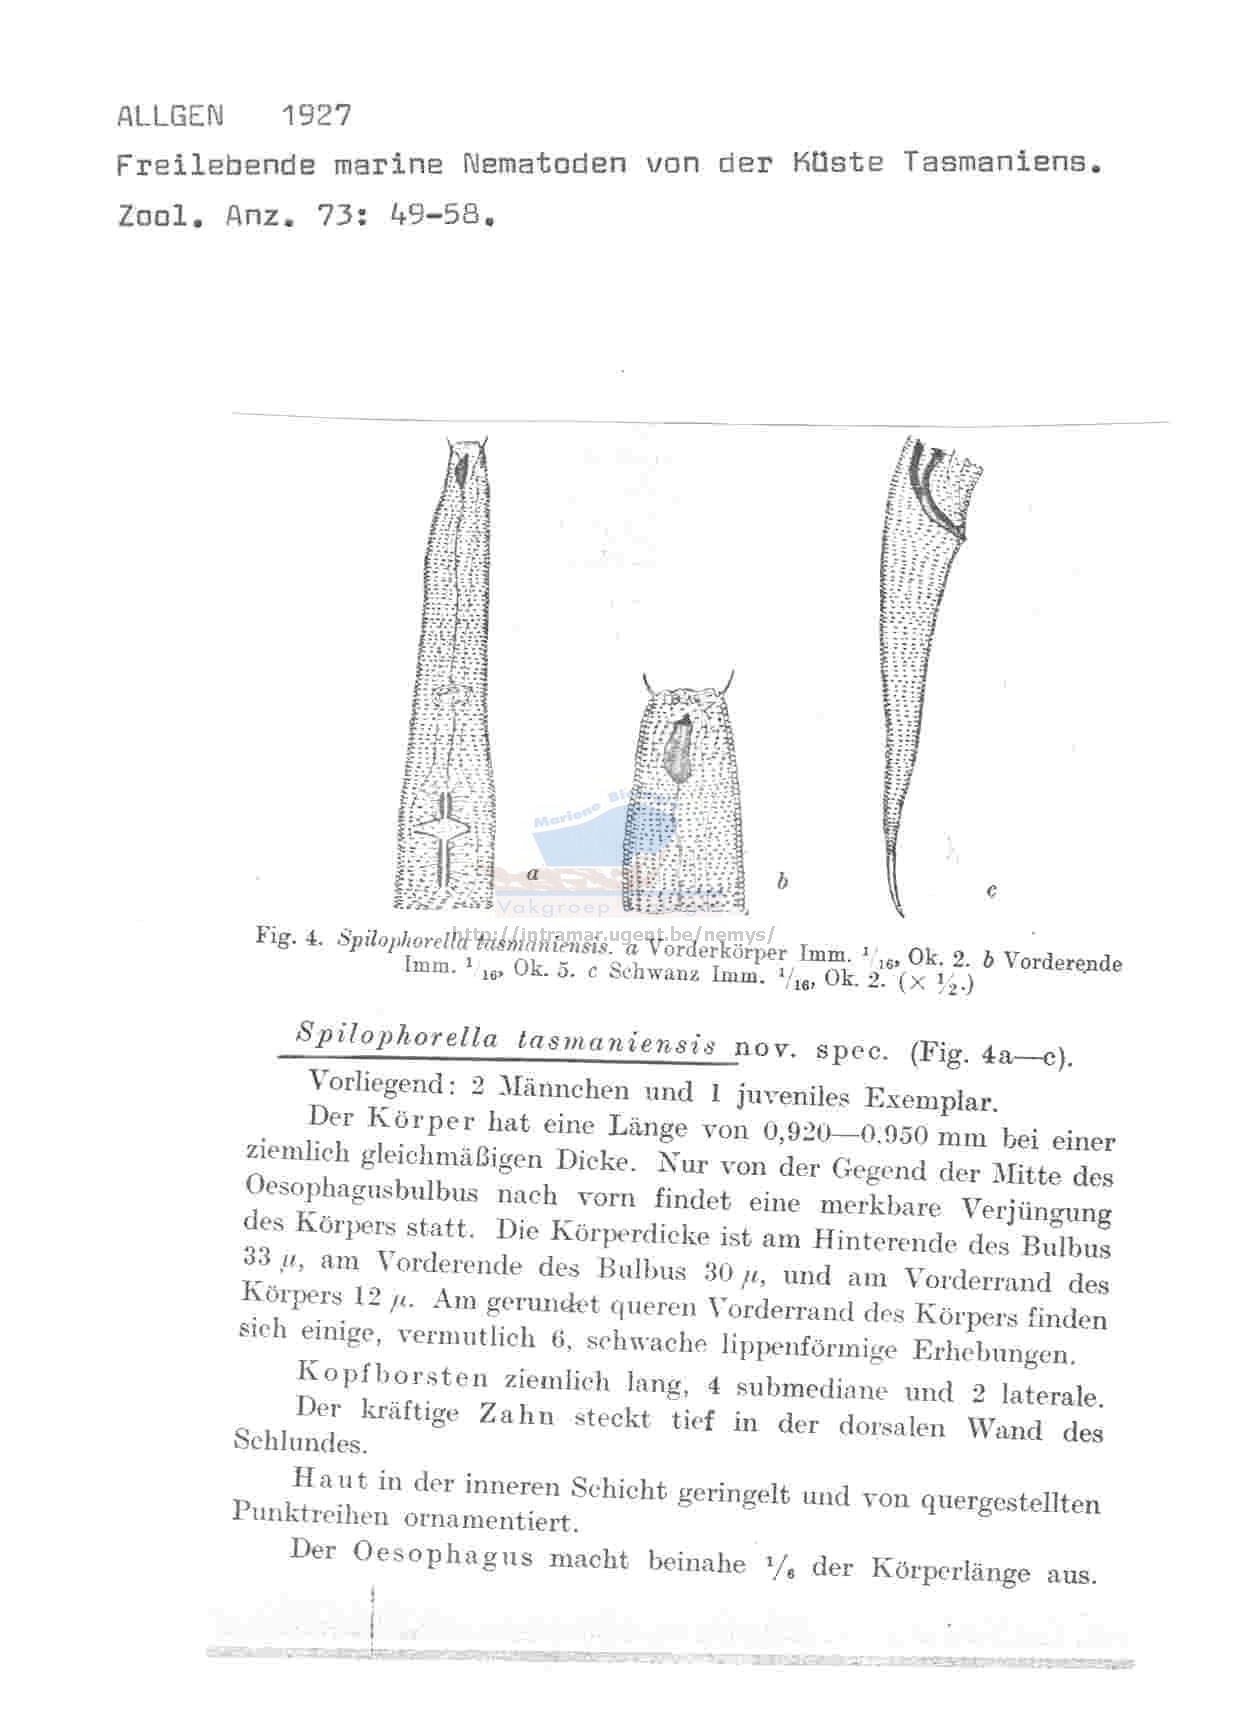 ALLGEN 1927
Freilebende marine Nematoden von der Küste Tasmaniens.
Zool. Anz. 73: 49-58.
Mariene
a
b
c
Vakgroep
http://intramar.ugent.be/nemys/
Fig. 4. Spilophorella tasmaniensis. a Vorderkörper Imm. 1/16, Ok. 2. b Vorderende
Imm. 1/16, Ok. 5. c Schwanz Imm. 1/16, Ok. 2. (× 1/2.)
Spilophorella tasmaniensis nov. spec. (Fig. 4a—c).
Vorliegend: 2 Männchen und 1 juveniles Exemplar.
Der Körper hat eine Länge von 0,920—0.950 mm bei einer
ziemlich gleichmäßigen Dicke. Nur von der Gegend der Mitte des
Oesophagusbulbus nach vorn findet eine merkbare Verjüngung
des Körpers statt. Die Körperdicke ist am Hinterende des Bulbus
33 µ, am Vorderende des Bulbus 30 µ, und am Vorderrand des
Körpers 12 µ. Am gerundet queren Vorderrand des Körpers finden
sich einige, vermutlich 6, schwache lippenförmige Erhebungen.
Kopfborsten ziemlich lang, 4 submediane und 2 laterale.
Der kräftige Zahn steckt tief in der dorsalen Wand des
Schlundes.
Haut in der inneren Schicht geringelt und von quergestellten
Punktreihen ornamentiert.
Der Oesophagus macht beinahe 1/6 der Körperlänge aus.